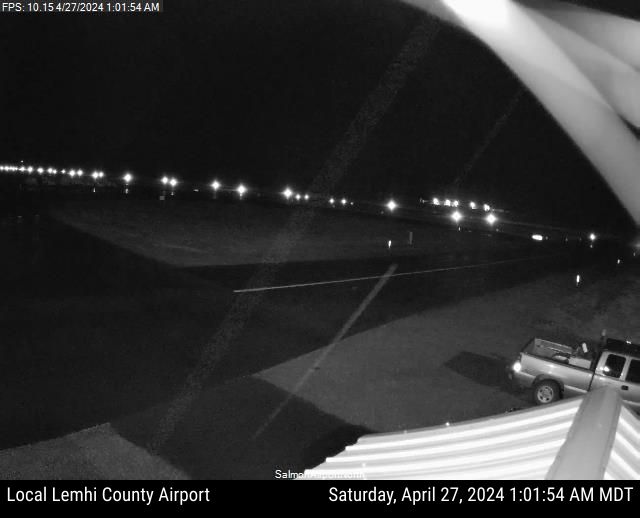 FPS: 10.15 4/27/2024 1:01:54 AM
SalmonAirportNorth
Local Lemhi County Airport Saturday, April 27, 2024 1:01:54 AM MDT